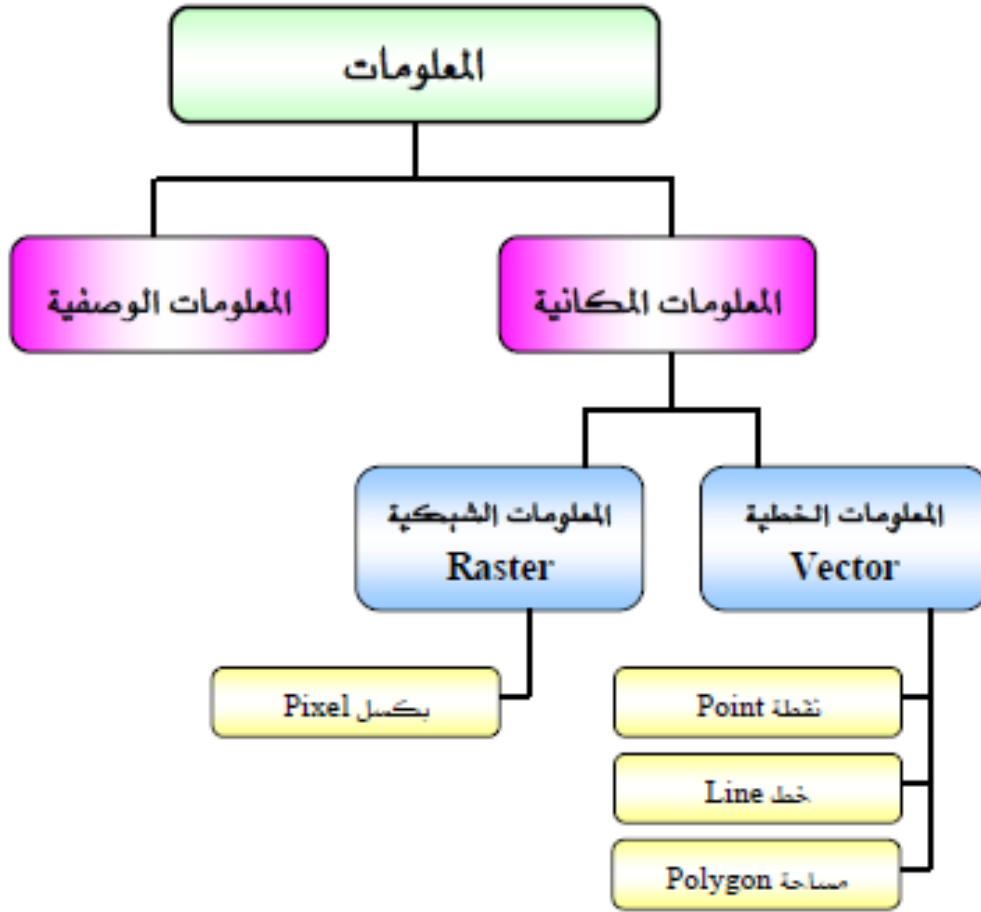 المعلومات
المعلومات المكانية
المعلومات الوصفية
المعلومات الخطية
Vector
المعلومات الشبكية
Raster
نقطة Point
خط Line
مساحة Polygon
بكسل Pixel